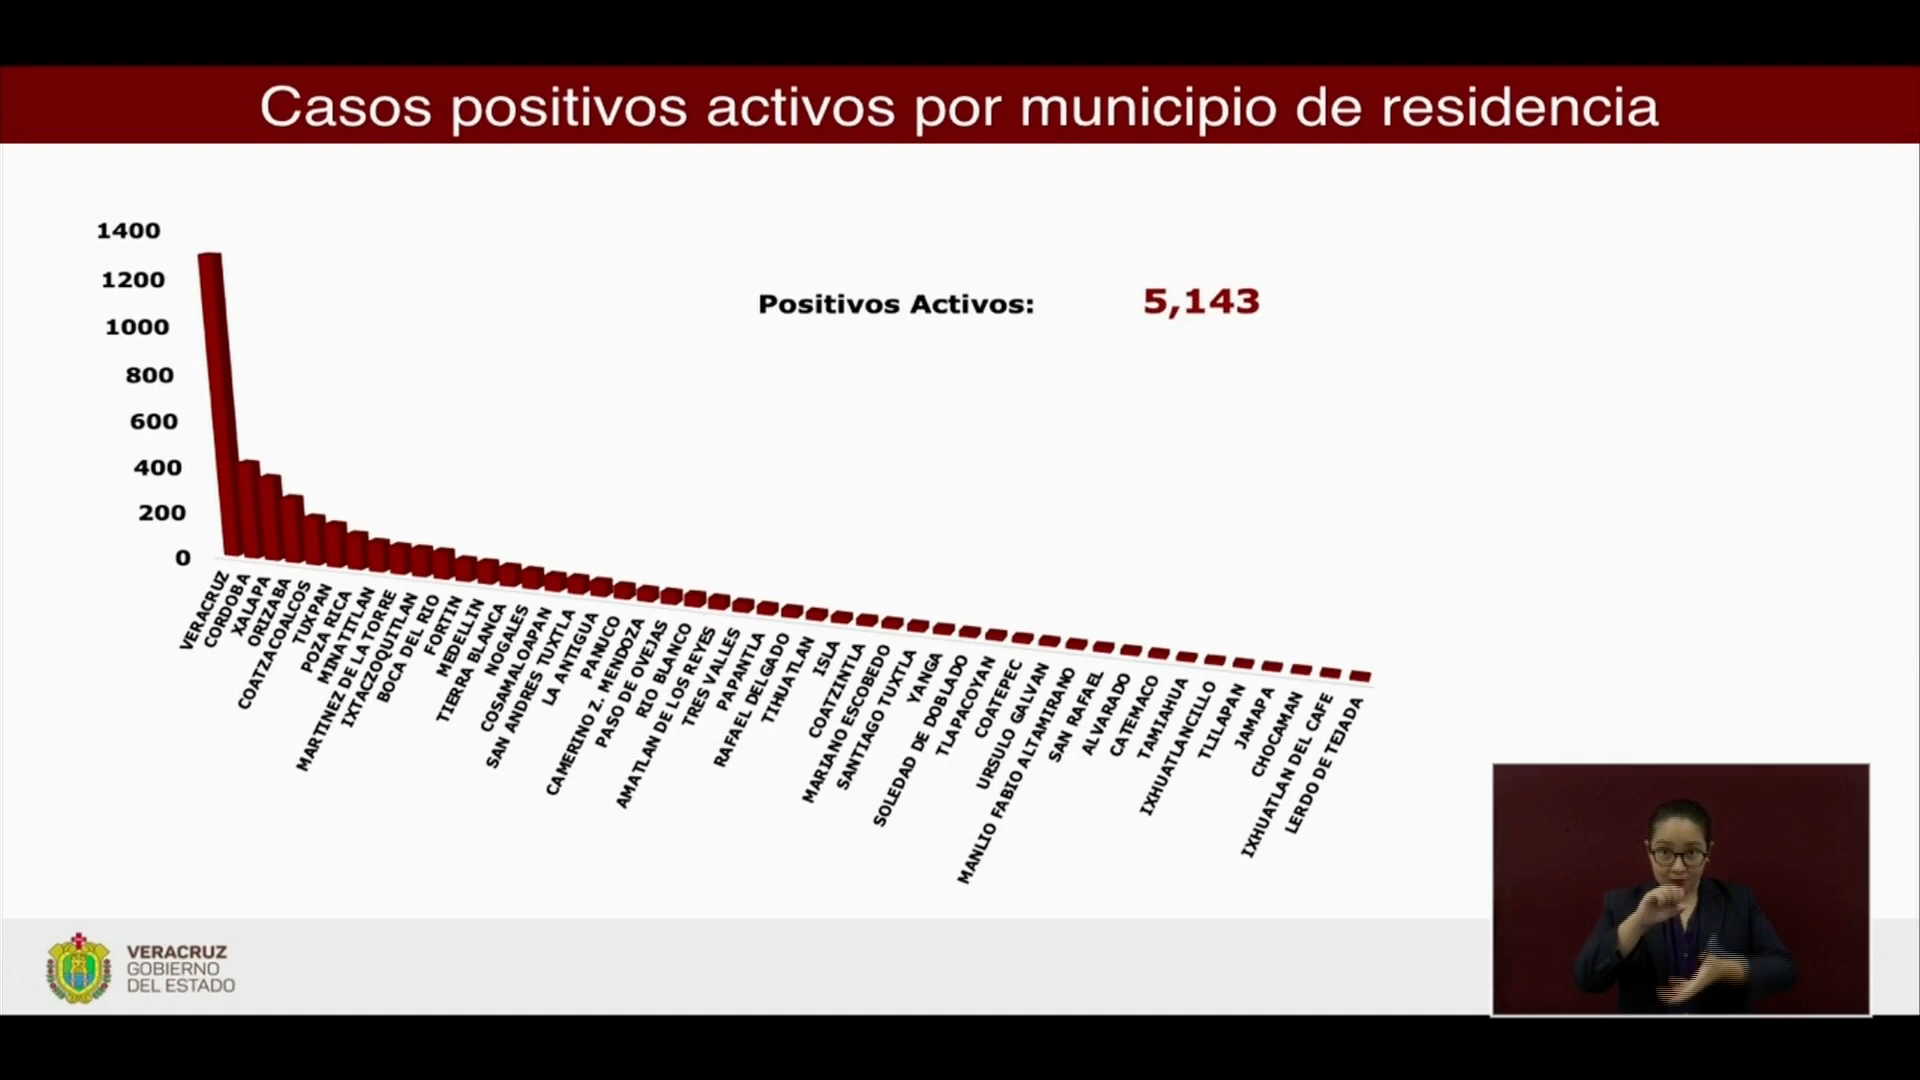 Casos positivos activos por municipio de residencia
1400
1200
1000
800
600
400
200
0
Positivos Activos: 5,143
VERACRUZ
CORDOBA
XALAPA
ORIZABA
COATZACOALCOS
TUXPAN
POZA RICA
MINATITLAN
MARTINEZ DE LA TORRE
IXTACZOQUITLAN
BOCA DEL RIO
FORTIN
MEDELLIN
TIERRA BLANCA
NOGALES
COSAMALOAPAN
SAN ANDRES TUXTLA
LA ANTIGUA
PANUCO
CAMERINO Z. MENDOZA
PASO DE OVEJAS
RIO BLANCO
AMATLAN DE LOS REYES
TRES VALLES
PAPANTLA
RAFAEL DELGADO
TIHUATLAN
ISLA
COATZINTLA
MARIANO ESCOBEDO
SANTIAGO TUXTLA
YANGA
SOLEDAD DE DOBLADO
TLAPACOYAN
COATEPEC
URSULO GALVAN
MANLIO FABIO ALTAMIRANO
SAN RAFAEL
ALVARADO
CATEMACO
TAMIAHUA
IXHUATLANCILLO
TLILAPAN
JAMAPA
CHOCAMAN
IXHUATLAN DEL CAFE
LERDO DE TEJADA
VERACRUZ
GOBIERNO
DEL ESTADO